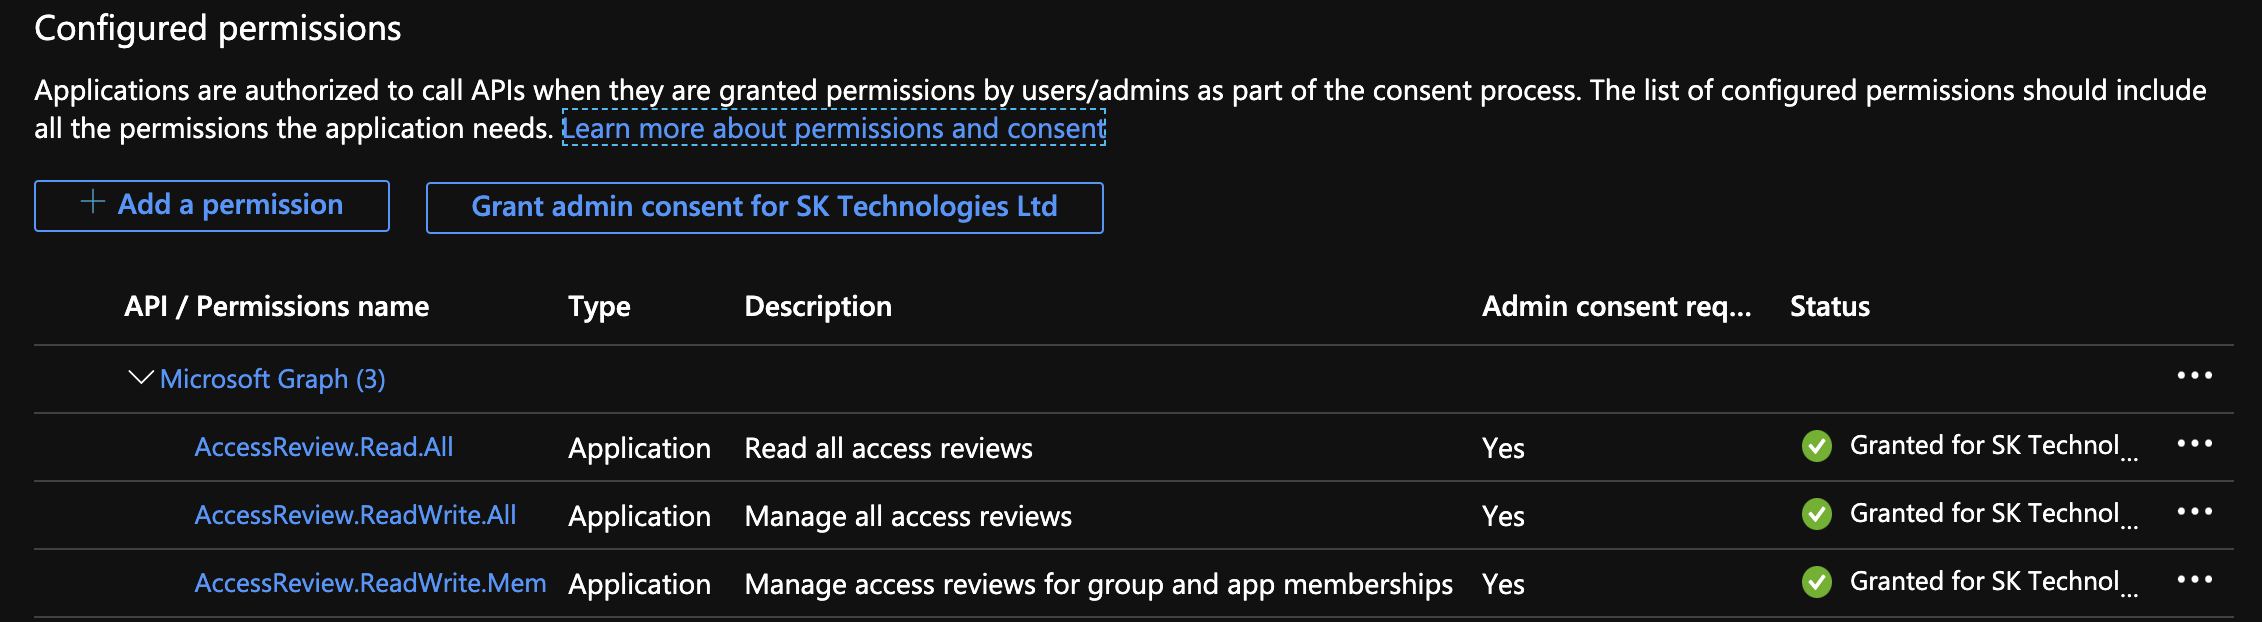 Configured permissions
Applications are authorized to call APIs when they are granted permissions by users/admins as part of the consent process. The list of configured permissions should include
all the permissions the application needs. Learn more about permissions and consent
Add a permission Grant admin consent for SK Technologies Ltd
API / Permissions name Type Description Admin consent req... Status
Microsoft Graph (3) ...
AccessReview.Read.All Application Read all access reviews Yes Granted for SK Technol... ...
AccessReview.ReadWrite.All Application Manage all access reviews Yes Granted for SK Technol... ...
AccessReview.ReadWrite.Mem Application Manage access reviews for group and app memberships Yes Granted for SK Technol... ...